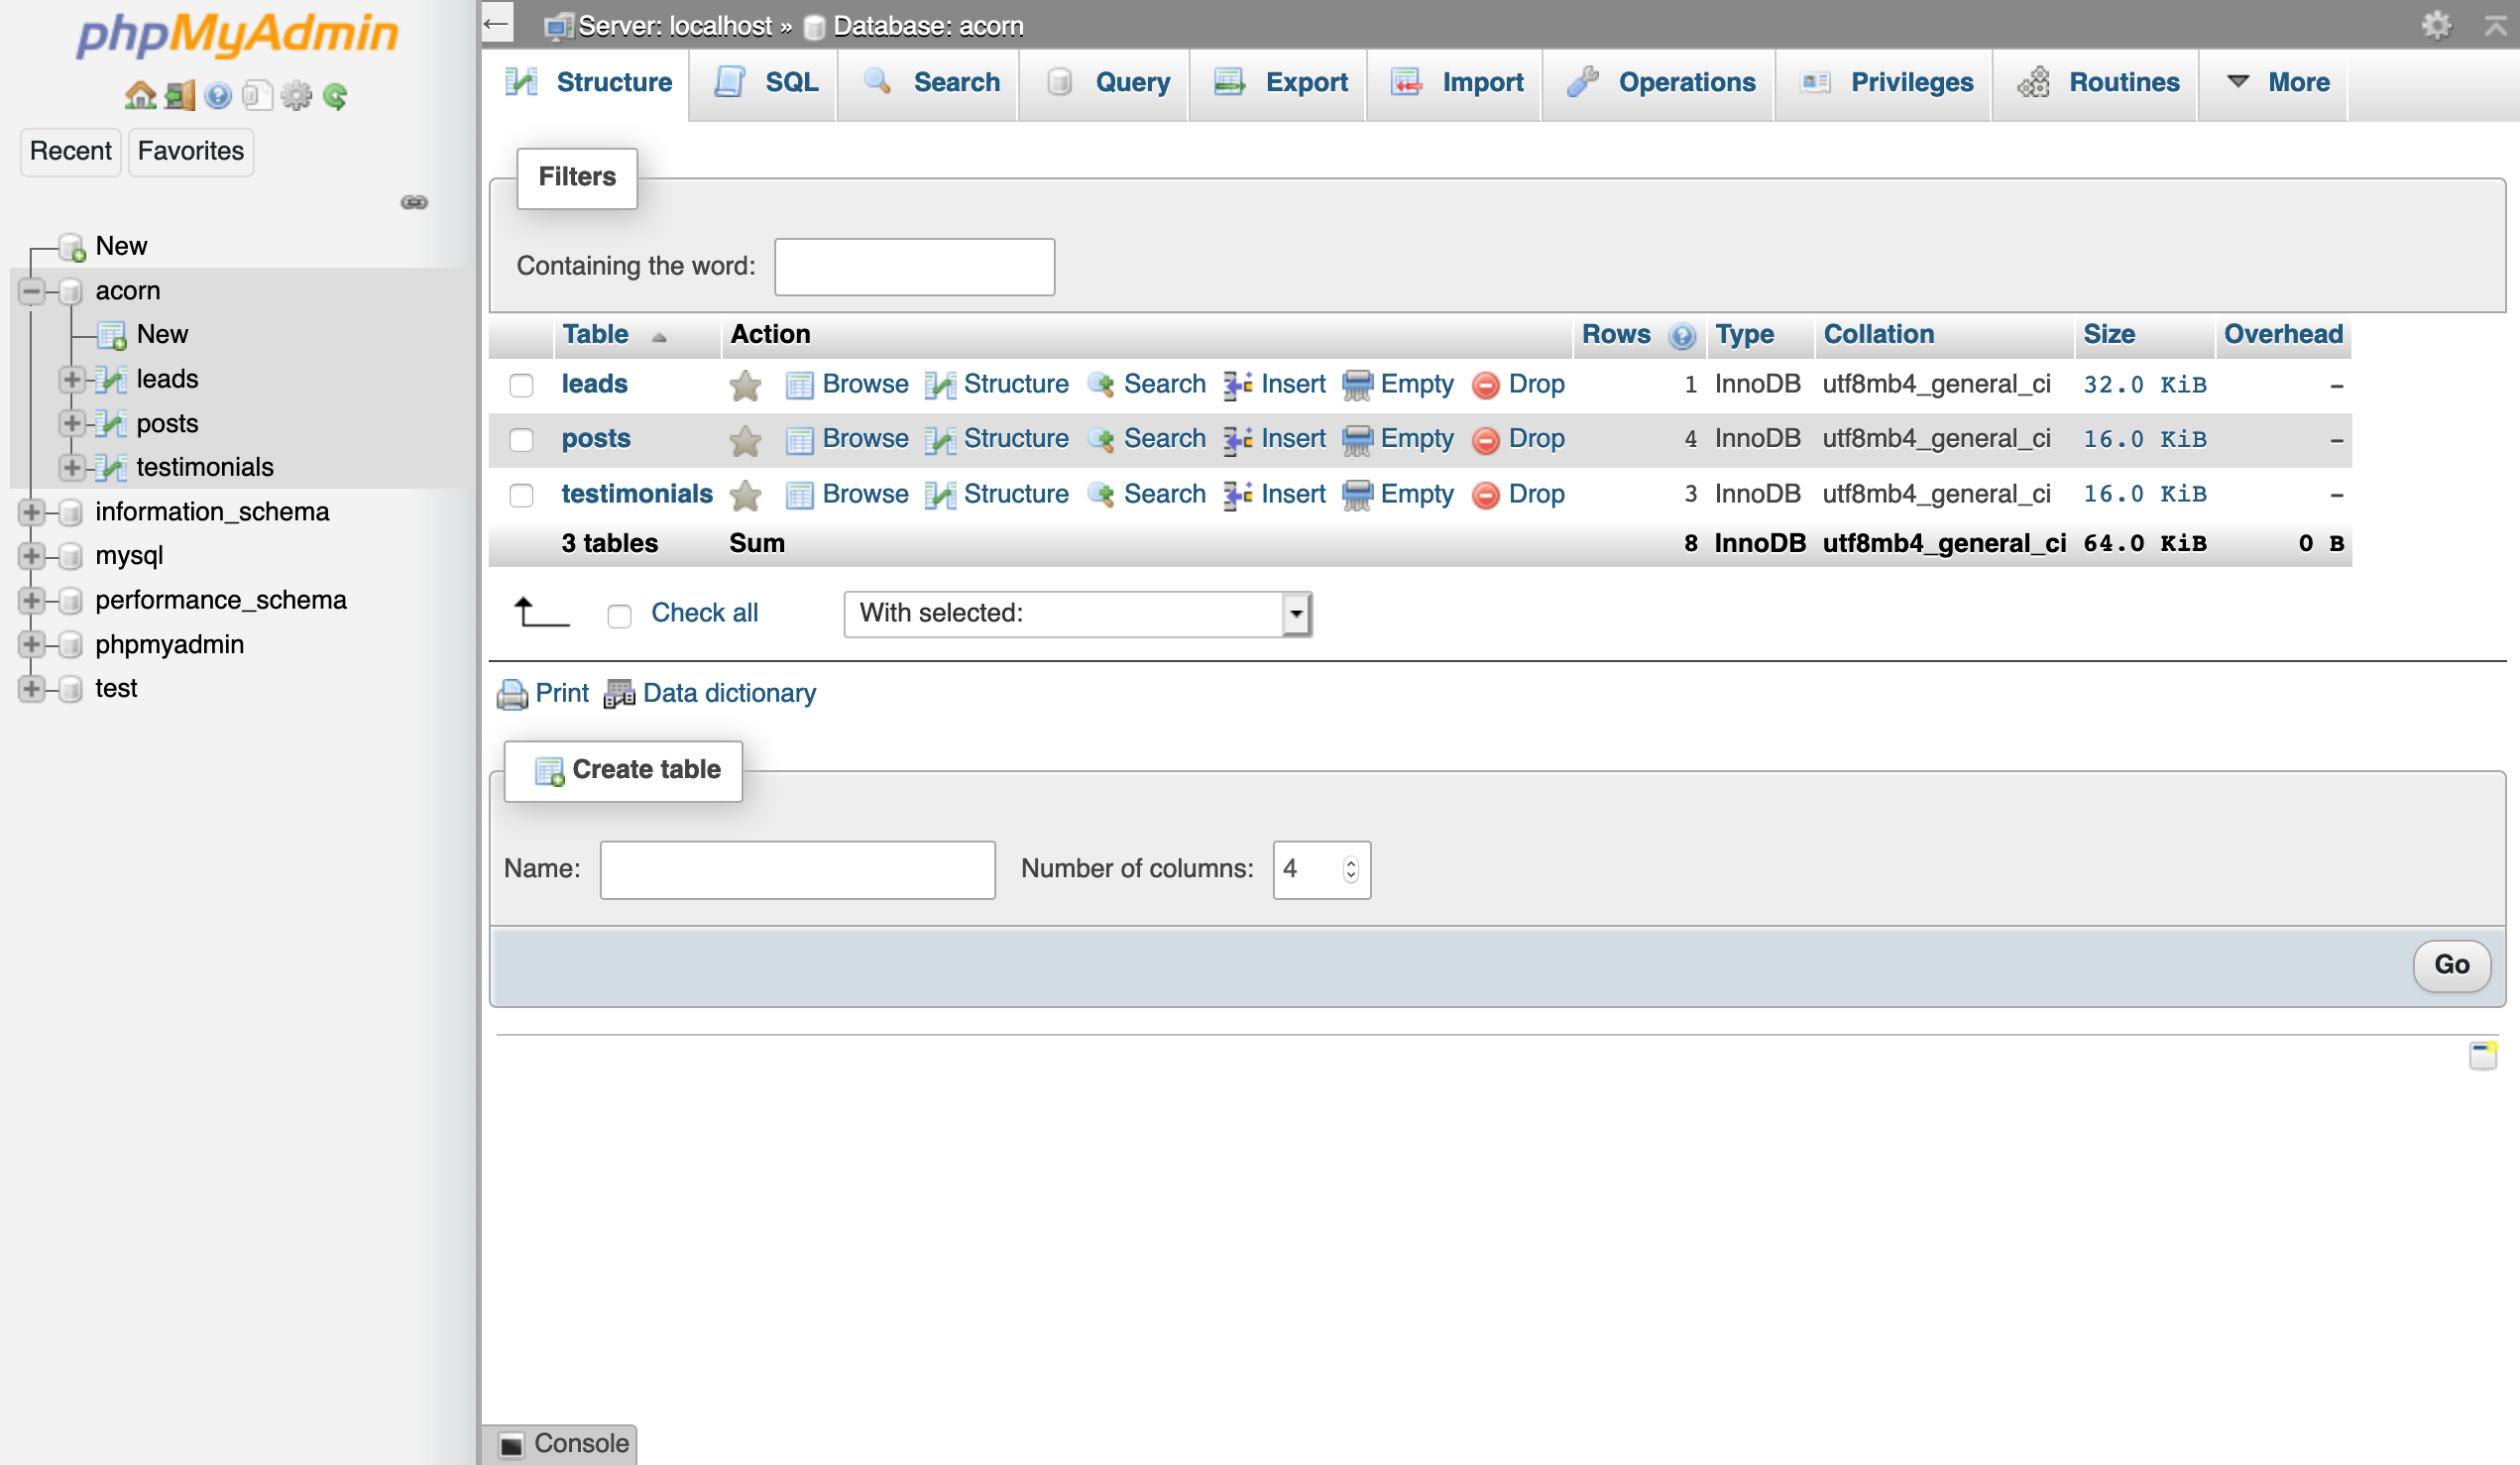 phpMyAdmin
Recent Favorites
New
acorn
New
leads
posts
testimonials
information_schema
mysql
performance_schema
phpmyadmin
test
Server: localhost » Database: acorn
Structure SQL Search Query Export Import Operations Privileges Routines More
Filters
Containing the word:
Table Action Rows Type Collation Size Overhead
leads Browse Structure Search Insert Empty Drop 1 InnoDB utf8mb4_general_ci 32.0 KiB –
posts Browse Structure Search Insert Empty Drop 4 InnoDB utf8mb4_general_ci 16.0 KiB –
testimonials Browse Structure Search Insert Empty Drop 3 InnoDB utf8mb4_general_ci 16.0 KiB –
3 tables Sum 8 InnoDB utf8mb4_general_ci 64.0 KiB 0 B
Check all With selected:
Print Data dictionary
Create table
Name: Number of columns: 4
Go
Console